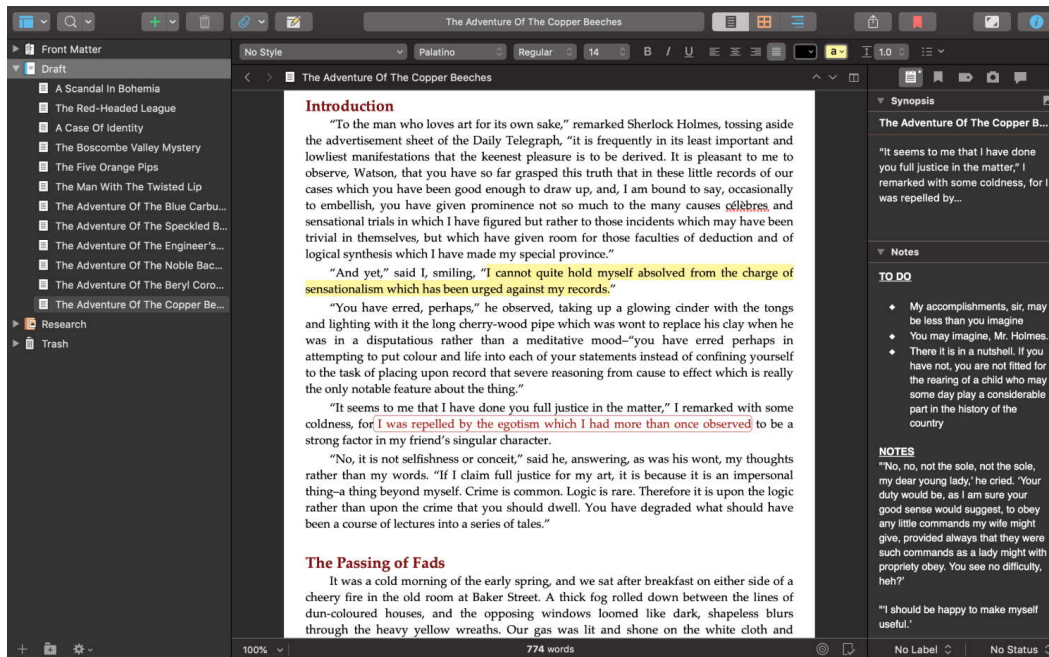 The Adventure Of The Copper Beeches
Front Matter
Draft
A Scandal In Bohemia
The Red-Headed League
A Case Of Identity
The Boscombe Valley Mystery
The Five Orange Pips
The Man With The Twisted Lip
The Adventure Of The Blue Carbu...
The Adventure Of The Speckled B...
The Adventure Of The Engineer's...
The Adventure Of The Noble Bac...
The Adventure Of The Beryl Coro...
The Adventure Of The Copper Be...
Research
Trash
No Style Palatino Regular 14 B I U a 1.0
The Adventure Of The Copper Beeches
Introduction
“To the man who loves art for its own sake,” remarked Sherlock Holmes, tossing aside
the advertisement sheet of the Daily Telegraph, “it is frequently in its least important and
lowliest manifestations that the keenest pleasure is to be derived. It is pleasant to me to
observe, Watson, that you have so far grasped this truth that in these little records of our
cases which you have been good enough to draw up, and, I am bound to say, occasionally
to embellish, you have given prominence not so much to the many causes célèbres and
sensational trials in which I have figured but rather to those incidents which may have been
trivial in themselves, but which have given room for those faculties of deduction and of
logical synthesis which I have made my special province.”
“And yet,” said I, smiling, “I cannot quite hold myself absolved from the charge of
sensationalism which has been urged against my records.”
“You have erred, perhaps,” he observed, taking up a glowing cinder with the tongs
and lighting with it the long cherry-wood pipe which was wont to replace his clay when he
was in a disputatious rather than a meditative mood–“you have erred perhaps in
attempting to put colour and life into each of your statements instead of confining yourself
to the task of placing upon record that severe reasoning from cause to effect which is really
the only notable feature about the thing.”
“It seems to me that I have done you full justice in the matter,” I remarked with some
coldness, for I was repelled by the egotism which I had more than once observed to be a
strong factor in my friend’s singular character.
“No, it is not selfishness or conceit,” said he, answering, as was his wont, my thoughts
rather than my words. “If I claim full justice for my art, it is because it is an impersonal
thing–a thing beyond myself. Crime is common. Logic is rare. Therefore it is upon the logic
rather than upon the crime that you should dwell. You have degraded what should have
been a course of lectures into a series of tales.”
The Passing of Fads
It was a cold morning of the early spring, and we sat after breakfast on either side of a
cheery fire in the old room at Baker Street. A thick fog rolled down between the lines of
dun-coloured houses, and the opposing windows loomed like dark, shapeless blurs
through the heavy yellow wreaths. Our gas was lit and shone on the white cloth and
100%
774 words
Synopsis
The Adventure Of The Copper B...
“It seems to me that I have done
you full justice in the matter,” I
remarked with some coldness, for I
was repelled by...
Notes
TO DO
My accomplishments, sir, may
be less than you imagine
You may imagine, Mr. Holmes.
There it is in a nutshell. If you
have not, you are not fitted for
the rearing of a child who may
some day play a considerable
part in the history of the
country
NOTES
"'No, no, not the sole, not the sole,
my dear young lady,' he cried. 'Your
duty would be, as I am sure your
good sense would suggest, to obey
any little commands my wife might
give, provided always that they were
such commands as a lady might with
propriety obey. You see no difficulty,
heh?'
"'I should be happy to make myself
useful.'
No Label No Status